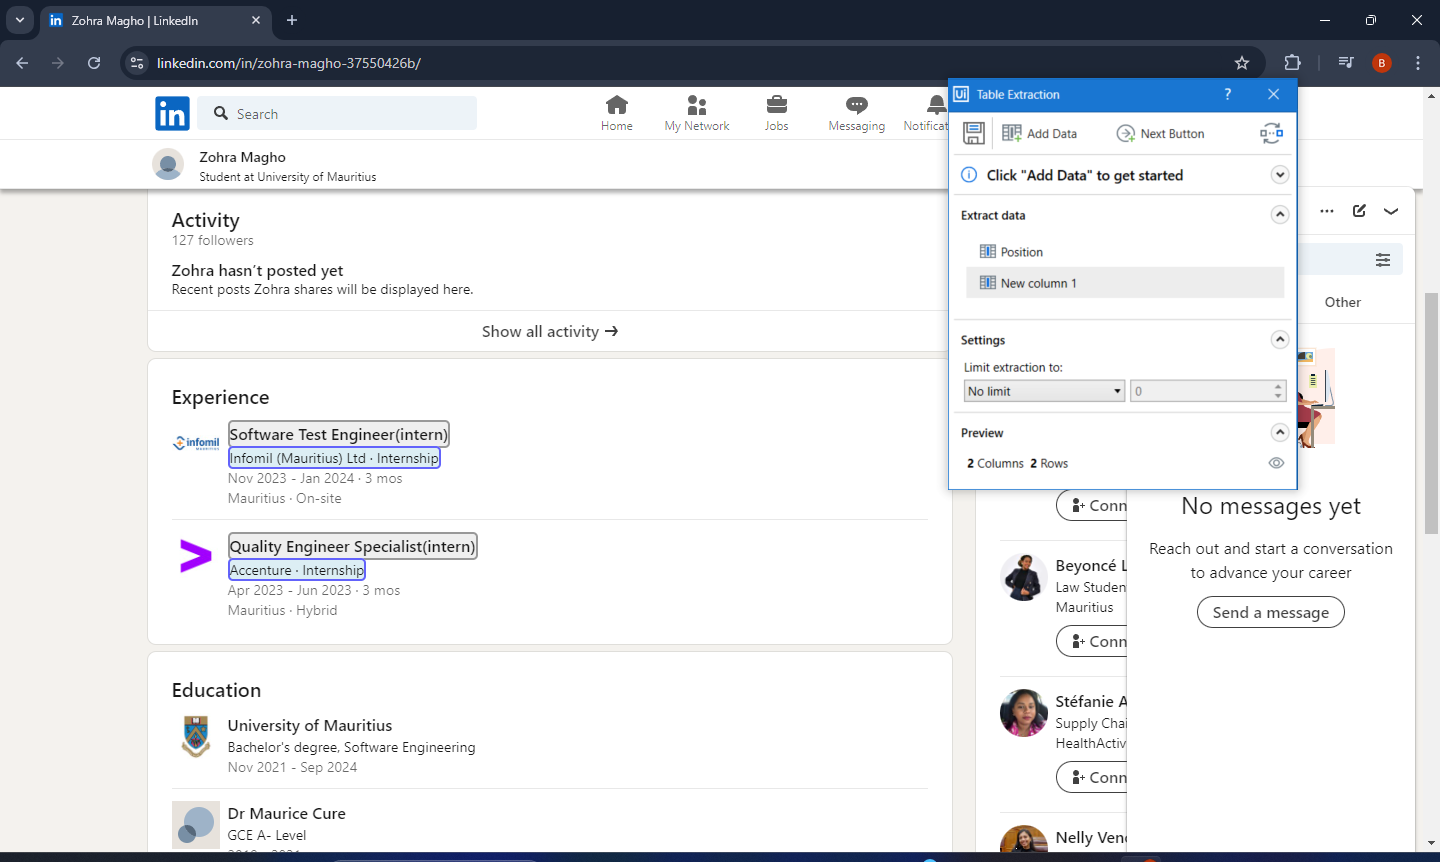 Zohra Magho | LinkedIn
linkedin.com/in/zohra-magho-37550426b/
B
in
Search
Home
My Network
Jobs
Messaging
Notificat
Zohra Magho
Student at University of Mauritius
Activity
127 followers
Zohra hasn't posted yet
Recent posts Zohra shares will be displayed here.
Show all activity →
Experience
infomil
Software Test Engineer(intern)
Infomil (Mauritius) Ltd · Internship
Nov 2023 - Jan 2024 · 3 mos
Mauritius · On-site
Quality Engineer Specialist(intern)
Accenture · Internship
Apr 2023 - Jun 2023 · 3 mos
Mauritius · Hybrid
Education
University of Mauritius
Bachelor's degree, Software Engineering
Nov 2021 - Sep 2024
Dr Maurice Cure
GCE A- Level
Ui Table Extraction
?
Add Data
Next Button
Click "Add Data" to get started
Extract data
Position
New column 1
Settings
Limit extraction to:
No limit
0
Preview
2 Columns 2 Rows
Conn
Beyoncé L
Law Studen
Mauritius
Conn
Stéfanie A
Supply Chai
HealthActiv
Conn
Nelly Vend
Other
No messages yet
Reach out and start a conversation
to advance your career
Send a message